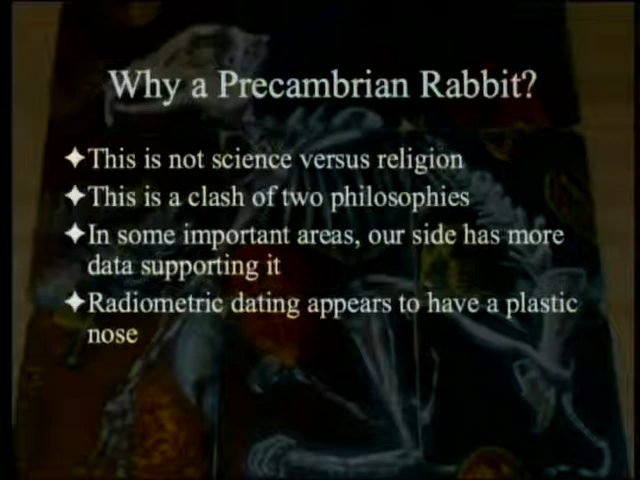 Why a Precambrian Rabbit?
This is not science versus religion
This is a clash of two philosophies
In some important areas, our side has more
data supporting it
Radiometric dating appears to have a plastic
nose